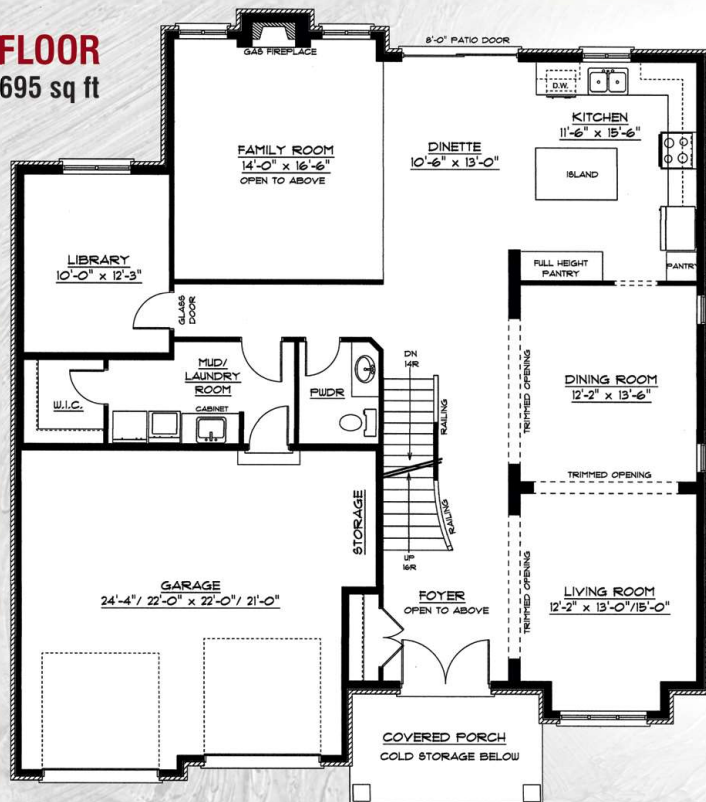 FLOOR
695 sq ft
GAS FIREPLACE
8'-0" PATIO DOOR
D.W.
KITCHEN
11'-6" x 15'-6"
FAMILY ROOM
14'-0" x 16'-6"
OPEN TO ABOVE
DINETTE
10'-6" x 13'-0"
ISLAND
LIBRARY
10'-0" x 12'-3"
FULL HEIGHT
PANTRY
PANTRY
GLASS
DOOR
MUD/
LAUNDRY
ROOM
W.I.C.
CABINET
PWDR
DN
14R
RAILING
TRIMMED OPENING
DINING ROOM
12'-2" x 13'-6"
TRIMMED OPENING
STORAGE
RAILING
UP
16R
GARAGE
24'-4"/ 22'-0" x 22'-0"/ 21'-0"
FOYER
OPEN TO ABOVE
TRIMMED OPENING
LIVING ROOM
12'-2" x 13'-0"/15'-0"
COVERED PORCH
COLD STORAGE BELOW